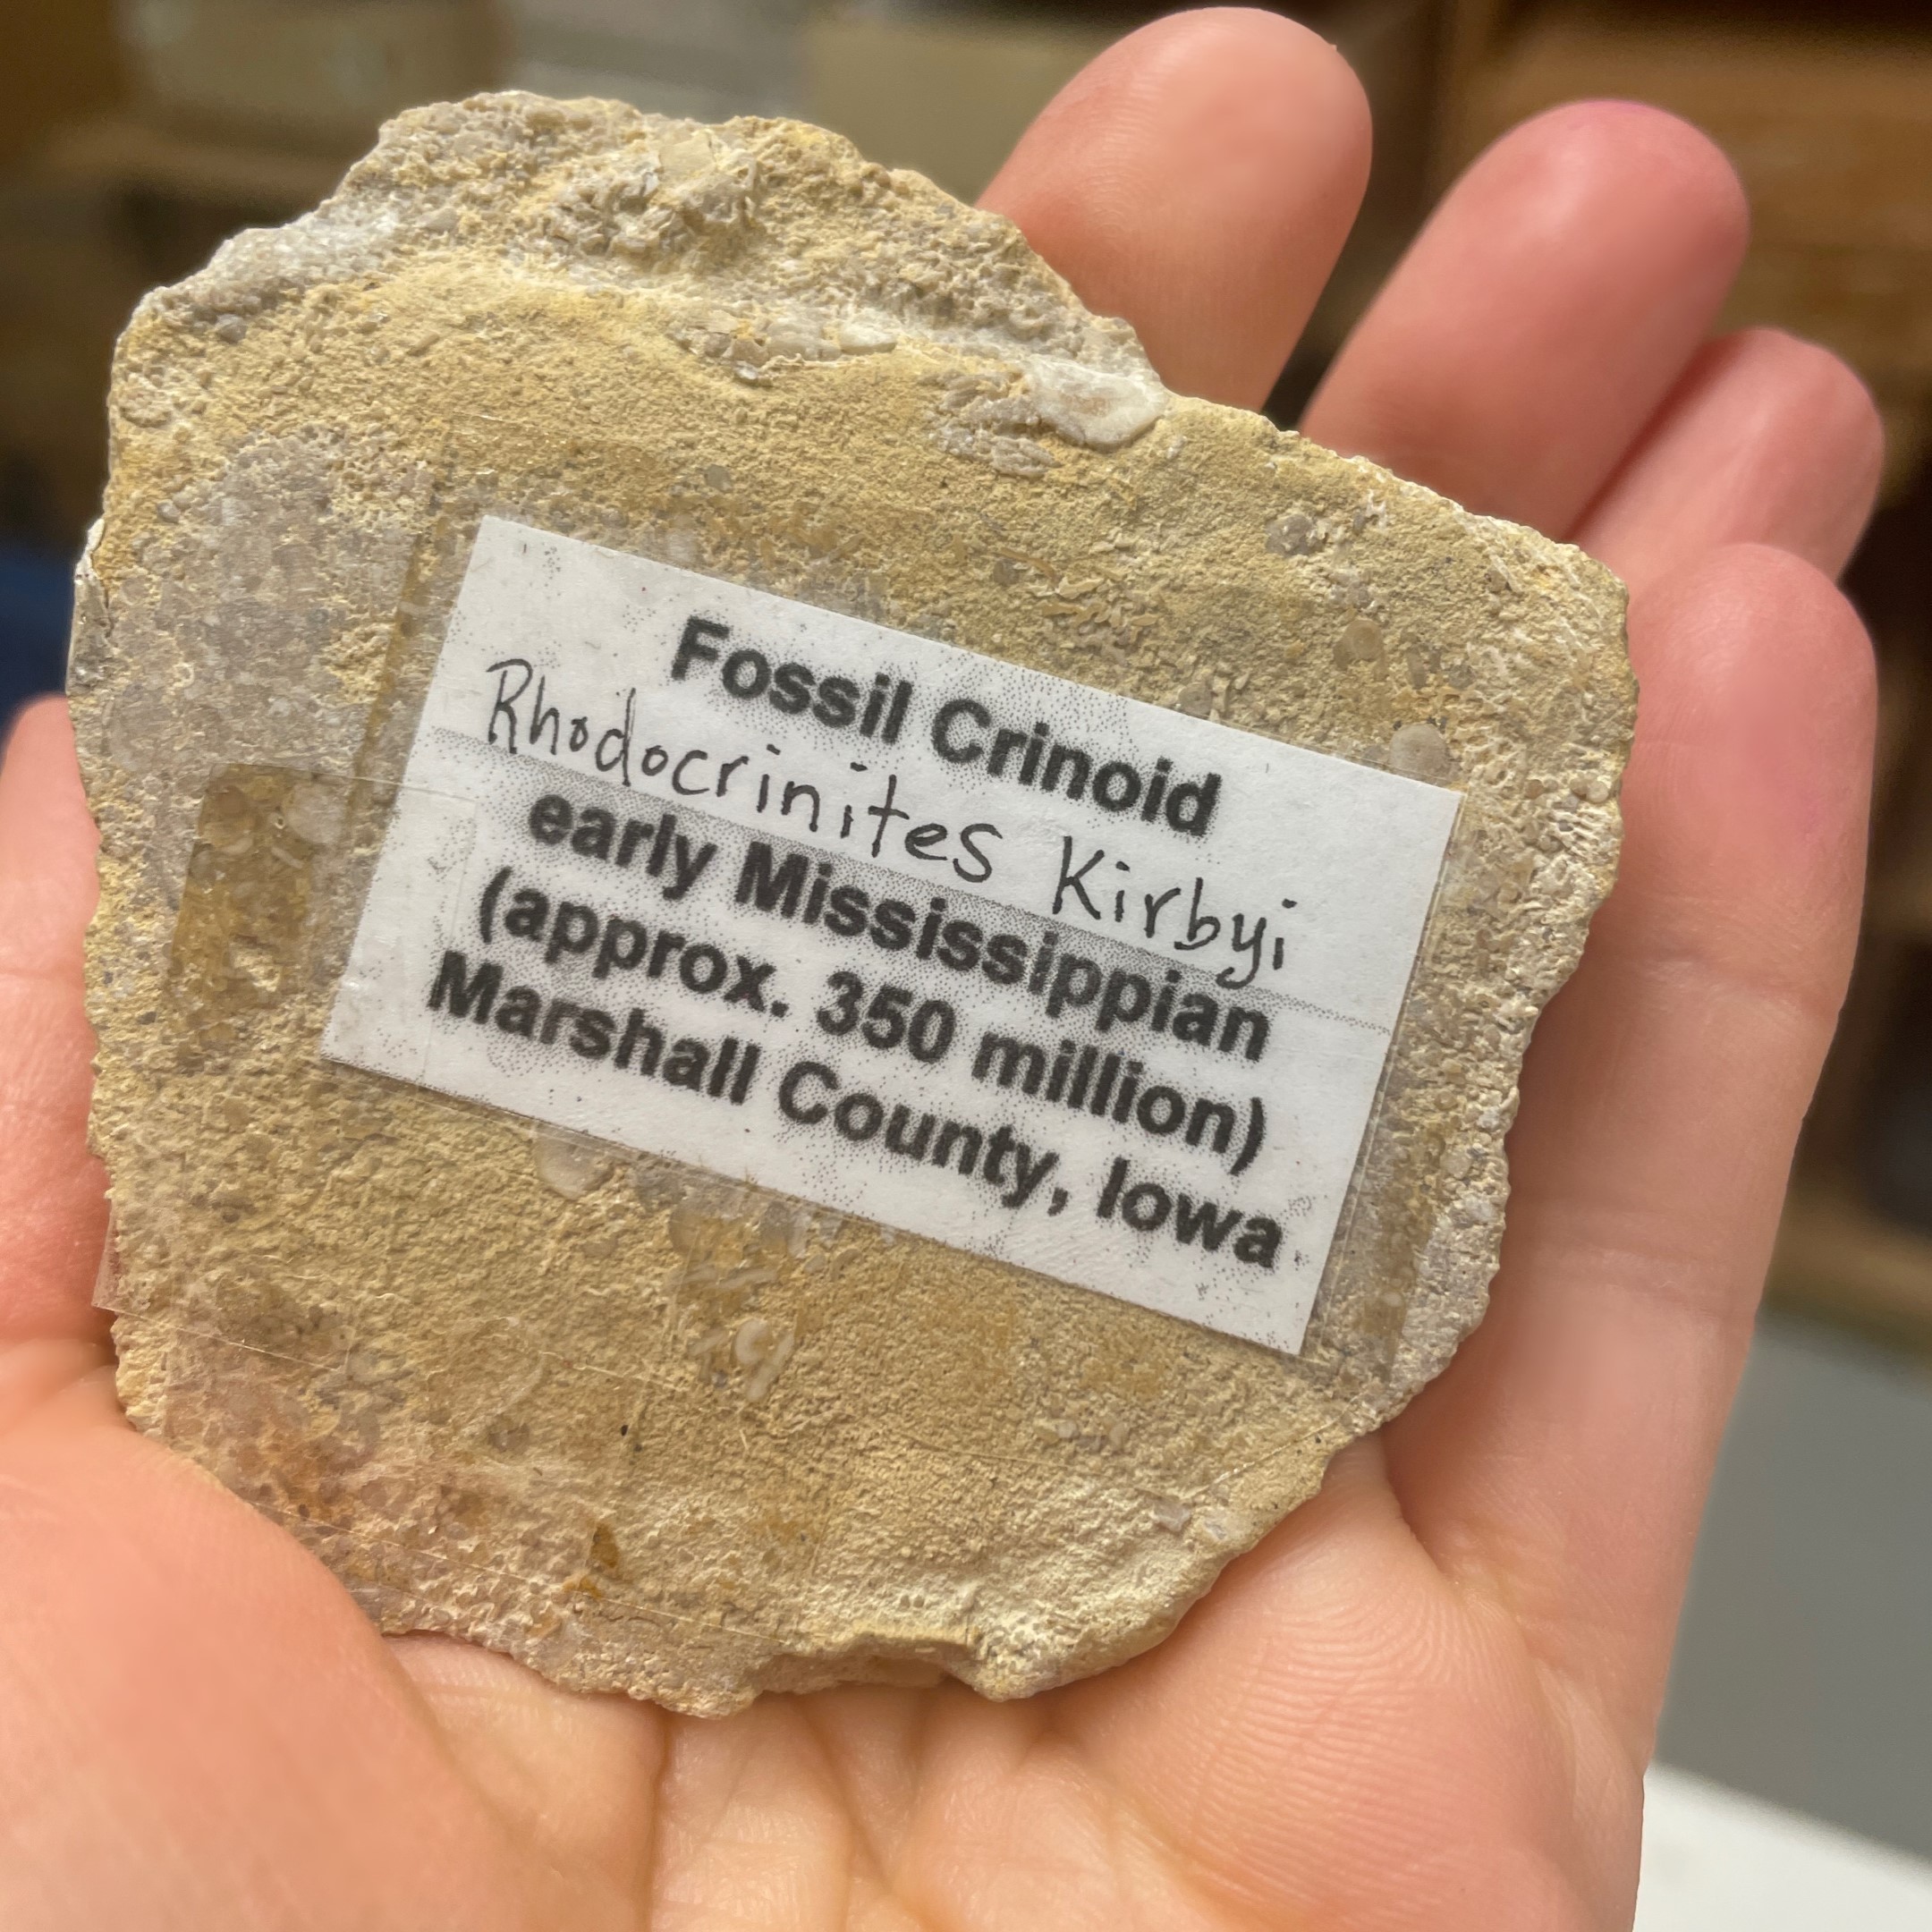 Fossil Crinoid
Rhodocrinites Kirbyi
early Mississippian
(approx. 350 million)
Marshall County, Iowa